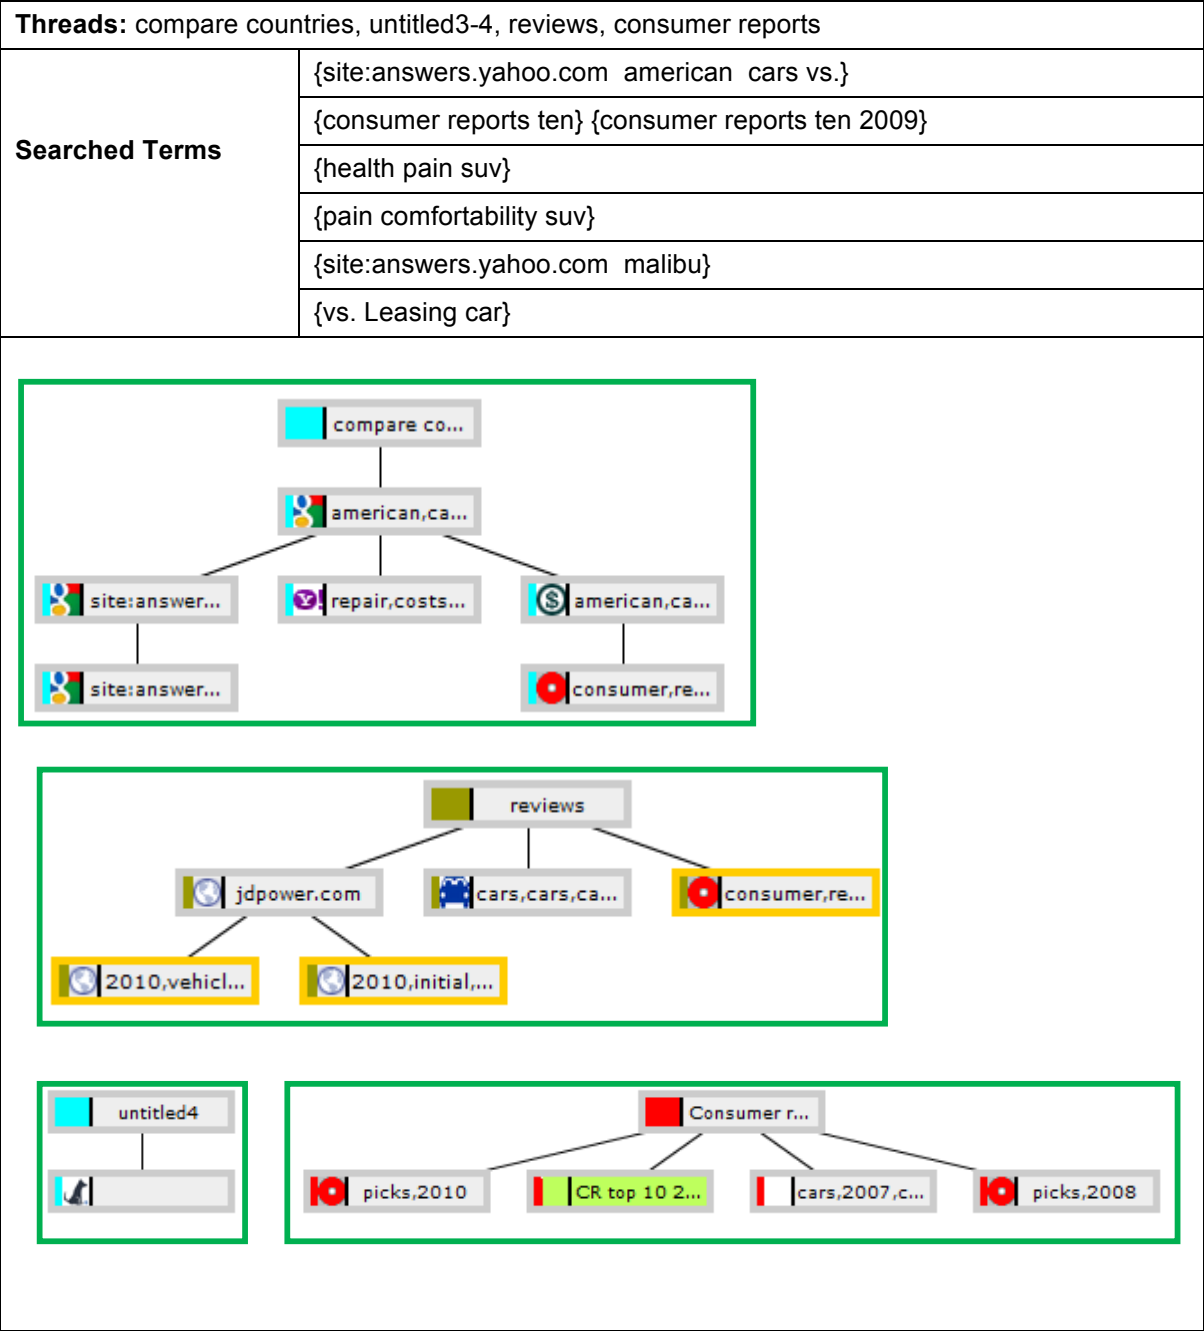 Threads: compare countries, untitled3-4, reviews, consumer reports
Searched Terms
{site:answers.yahoo.com  american  cars vs.}
{consumer reports ten} {consumer reports ten 2009}
{health pain suv}
{pain comfortability suv}
{site:answers.yahoo.com  malibu}
{vs. Leasing car}
compare co...
american,ca...
site:answer...
repair,costs...
american,ca...
site:answer...
consumer,re...
reviews
jdpower.com
cars,cars,ca...
consumer,re...
2010,vehicl...
2010,initial,...
untitled4
Consumer r...
picks,2010
CR top 10 2...
cars,2007,c...
picks,2008